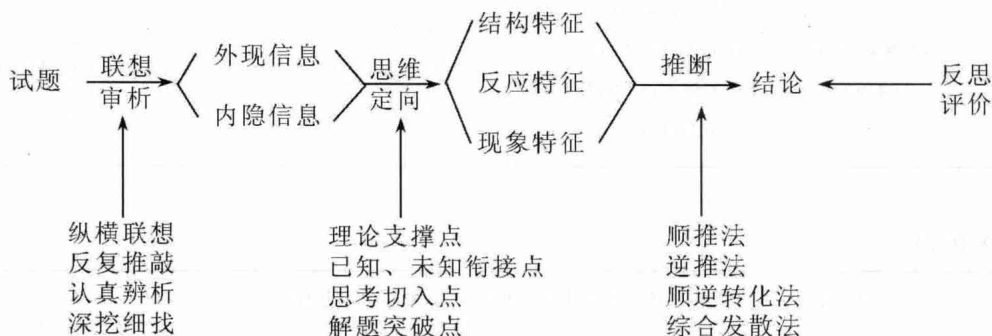 试题
联想
审析
外现信息
内隐信息
思维
定向
结构特征
反应特征
现象特征
推断
结论
反思
评价
纵横联想
反复推敲
认真辨析
深挖细找
理论支撑点
已知、未知衔接点
思考切入点
解题突破点
顺推法
逆推法
顺逆转化法
综合发散法